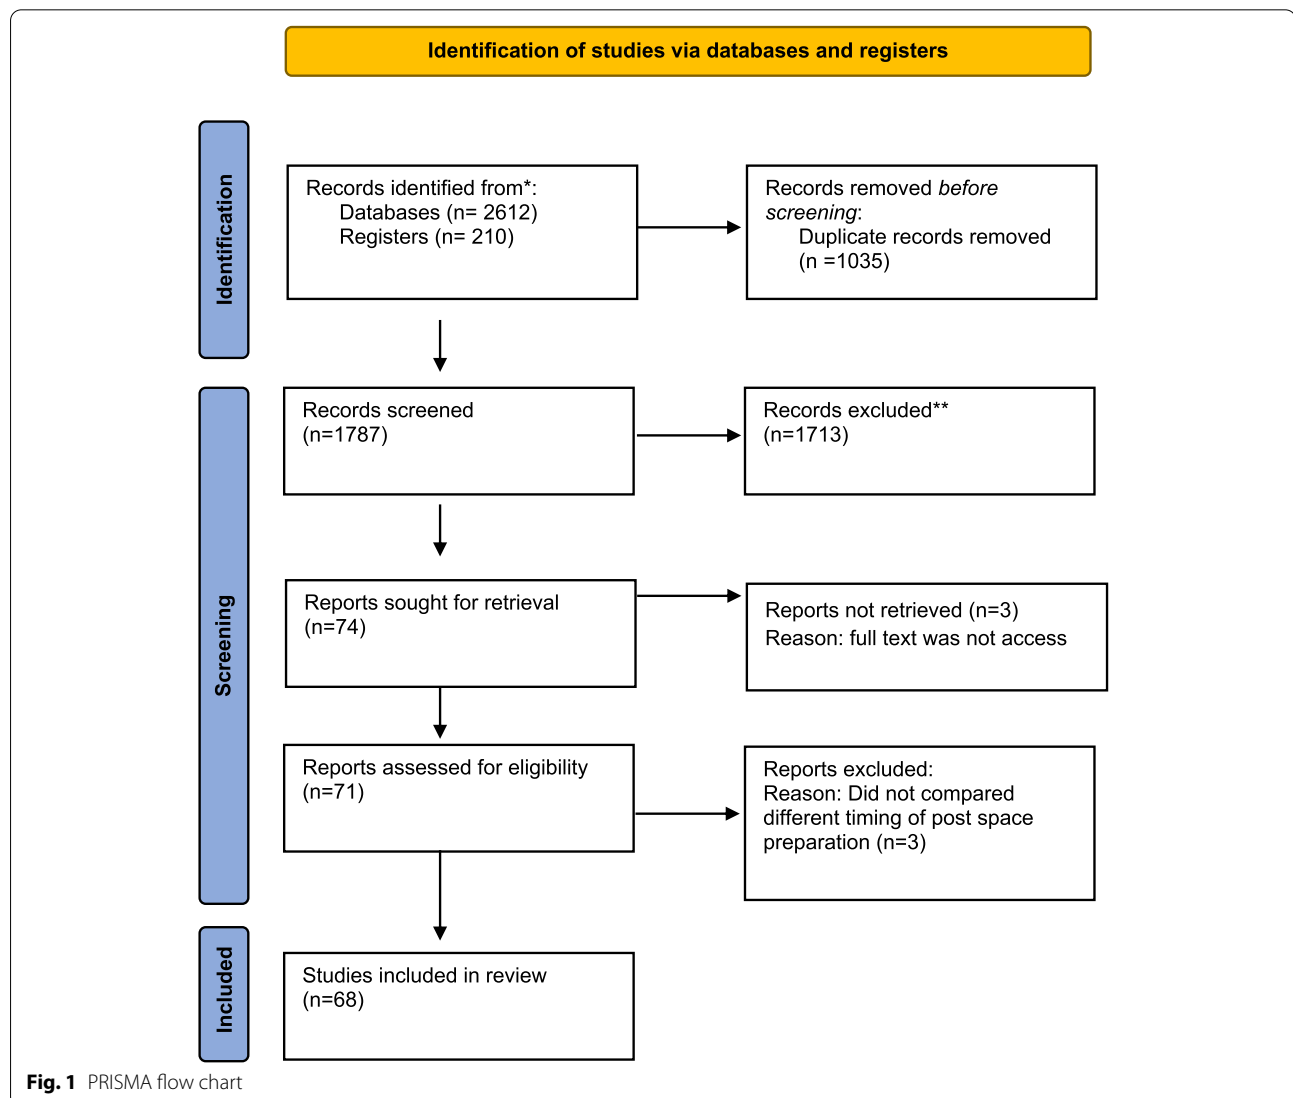 Identification of studies via databases and registers
Identification
Records identified from*:
Databases (n= 2612)
Registers (n= 210)
Records removed before
screening:
Duplicate records removed
(n =1035)
Screening
Records screened
(n=1787)
Records excluded**
(n=1713)
Reports sought for retrieval
(n=74)
Reports not retrieved (n=3)
Reason: full text was not access
Reports assessed for eligibility
(n=71)
Reports excluded:
Reason: Did not compared
different timing of post space
preparation (n=3)
Included
Studies included in review
(n=68)
Fig. 1 PRISMA flow chart